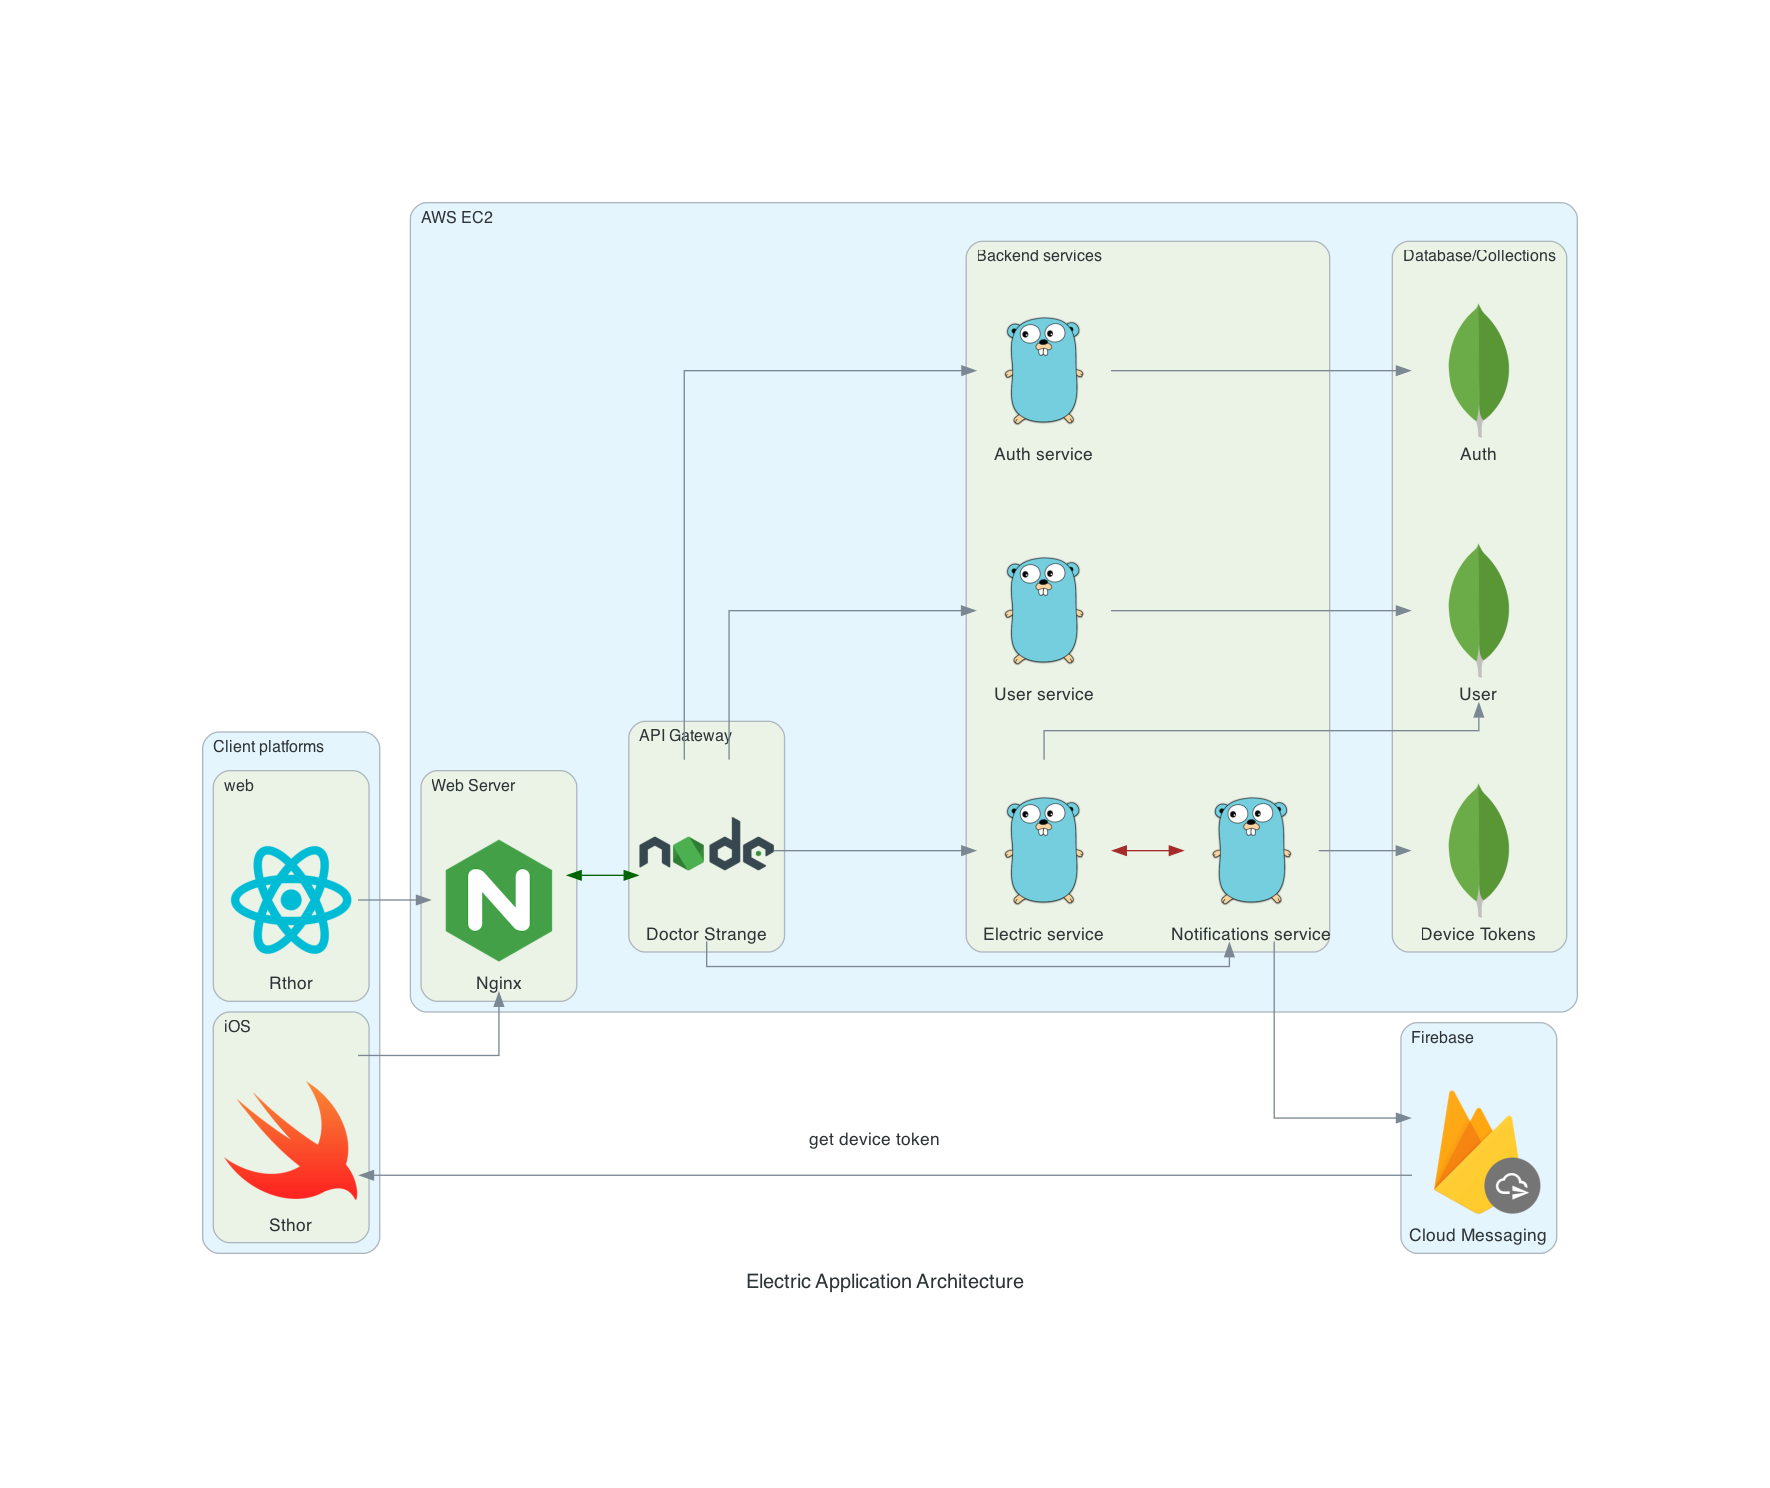 AWS EC2
Backend services
Database/Collections
Auth service
Auth
User service
User
Client platforms
web
Rthor
Web Server
N
Nginx
API Gateway
node
Doctor Strange
Electric service
Notifications service
Device Tokens
iOS
Sthor
get device token
Firebase
Cloud Messaging
Electric Application Architecture